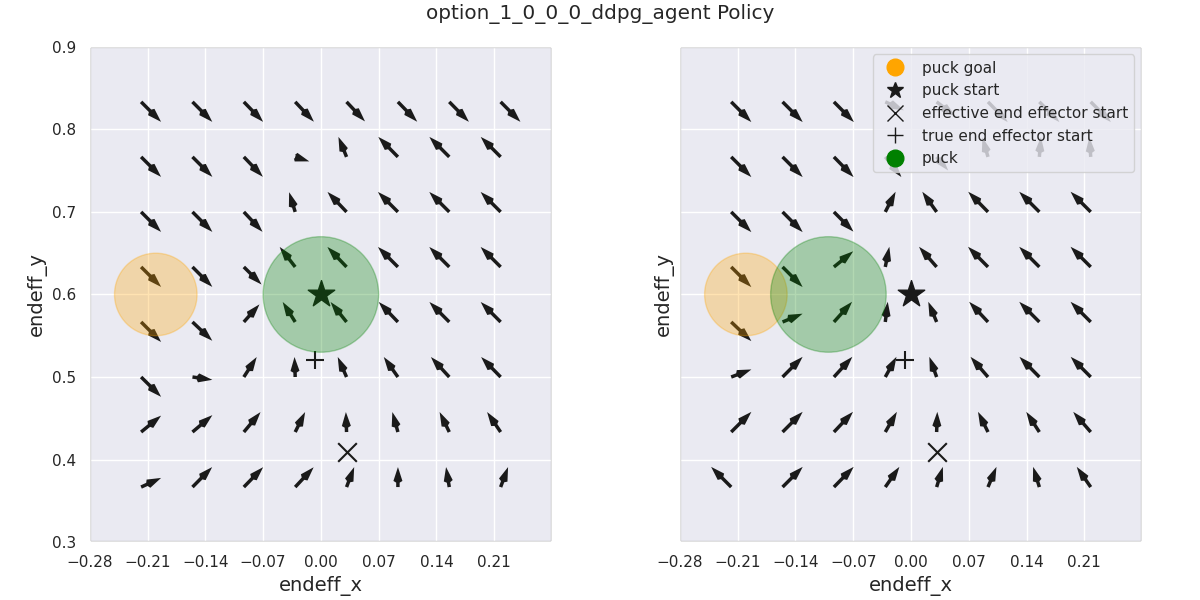 option_1_0_0_0_ddpg_agent Policy
endeff_y
0.9
0.8
0.7
0.6
0.5
0.4
0.3
−0.28 −0.21 −0.14 −0.07 0.00 0.07 0.14 0.21
endeff_x
endeff_y
puck goal
puck start
effective end effector start
true end effector start
puck
−0.28 −0.21 −0.14 −0.07 0.00 0.07 0.14 0.21
endeff_x